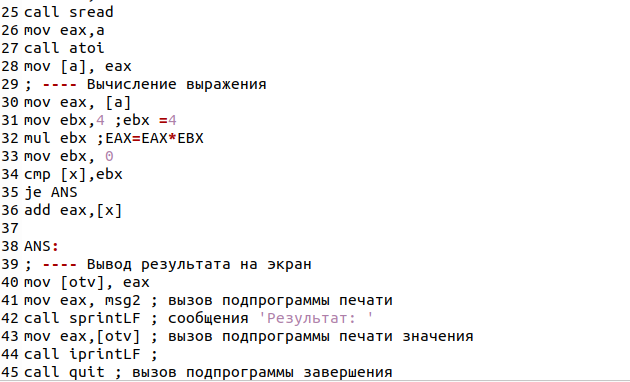 25 call sread
26 mov eax,a
27 call atoi
28 mov [a], eax
29 ; ---- Вычисление выражения
30 mov eax, [a]
31 mov ebx,4 ;ebx =4
32 mul ebx ;EAX=EAX*EBX
33 mov ebx, 0
34 cmp [x],ebx
35 je ANS
36 add eax,[x]
37
38 ANS:
39 ; ---- Вывод результата на экран
40 mov [otv], eax
41 mov eax, msg2 ; вызов подпрограммы печати
42 call sprintLF ; сообщения 'Результат: '
43 mov eax,[otv] ; вызов подпрограммы печати значения
44 call iprintLF ;
45 call quit ; вызов подпрограммы завершения